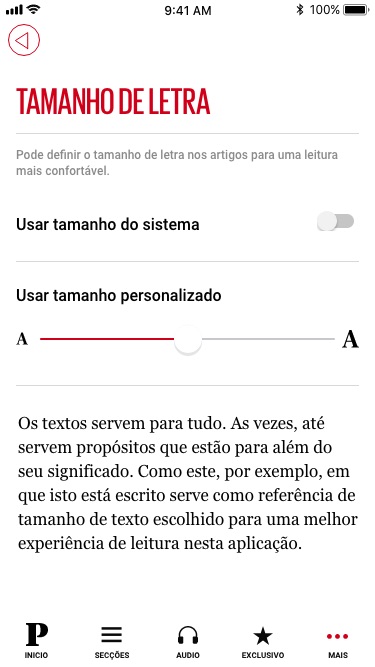 9:41 AM 100%
TAMANHO DE LETRA
Pode definir o tamanho de letra nos artigos para uma leitura
mais confortável.
Usar tamanho do sistema
Usar tamanho personalizado
A A
Os textos servem para tudo. As vezes, até
servem propósitos que estão para além do
seu significado. Como este, por exemplo, em
que isto está escrito serve como referência de
tamanho de texto escolhido para uma melhor
experiência de leitura nesta aplicação.
P
INICIO SECÇÕES AUDIO EXCLUSIVO MAIS